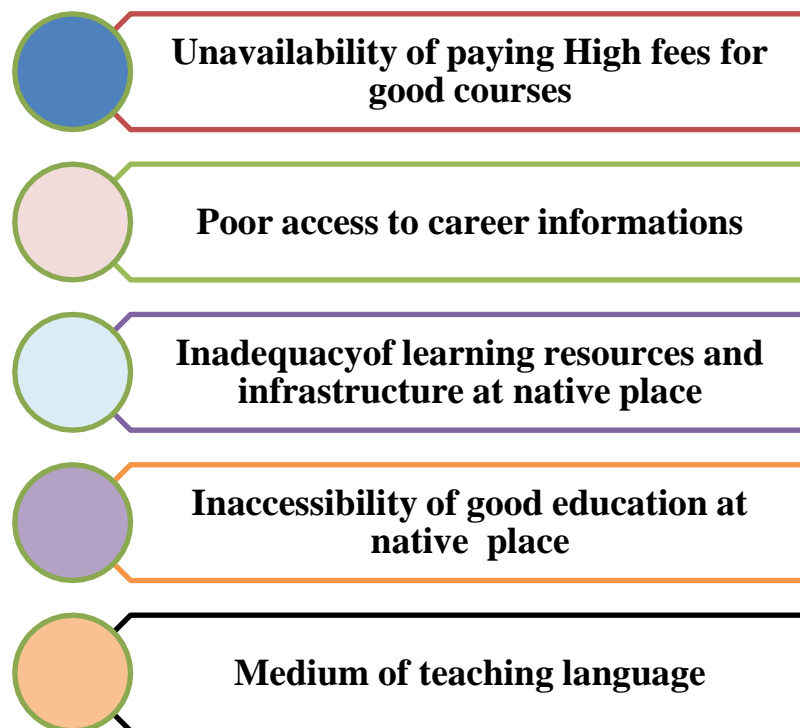 Unavailability of paying High fees for
good courses
Poor access to career informations
Inadequacyof learning resources and
infrastructure at native place
Inaccessibility of good education at
native  place
Medium of teaching language